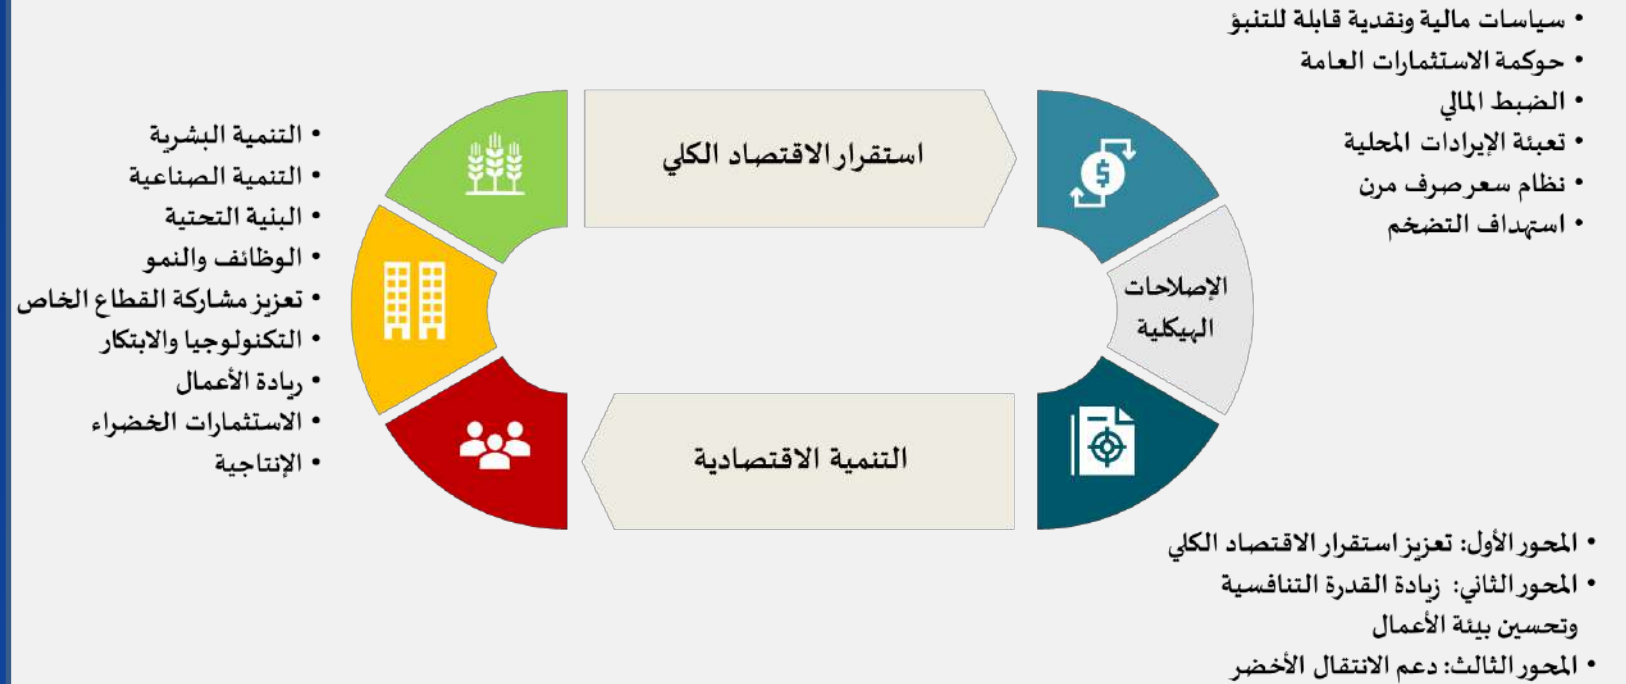 • سياسات مالية ونقدية قابلة للتنبؤ
• حوكمة الاستثمارات العامة
• الضبط المالي
• تعبئة الإيرادات المحلية
• نظام سعر صرف مرن
• استهداف التضخم
استقرار الاقتصاد الكلي
الإصلاحات
الهيكلية
التنمية الاقتصادية
• المحور الأول: تعزيز استقرار الاقتصاد الكلي
• المحور الثاني: زيادة القدرة التنافسية
وتحسين بيئة الأعمال
• المحور الثالث: دعم الانتقال الأخضر
• التنمية البشرية
• التنمية الصناعية
• البنية التحتية
• الوظائف والنمو
• تعزيز مشاركة القطاع الخاص
• التكنولوجيا والابتكار
• ريادة الأعمال
• الاستثمارات الخضراء
• الإنتاجية